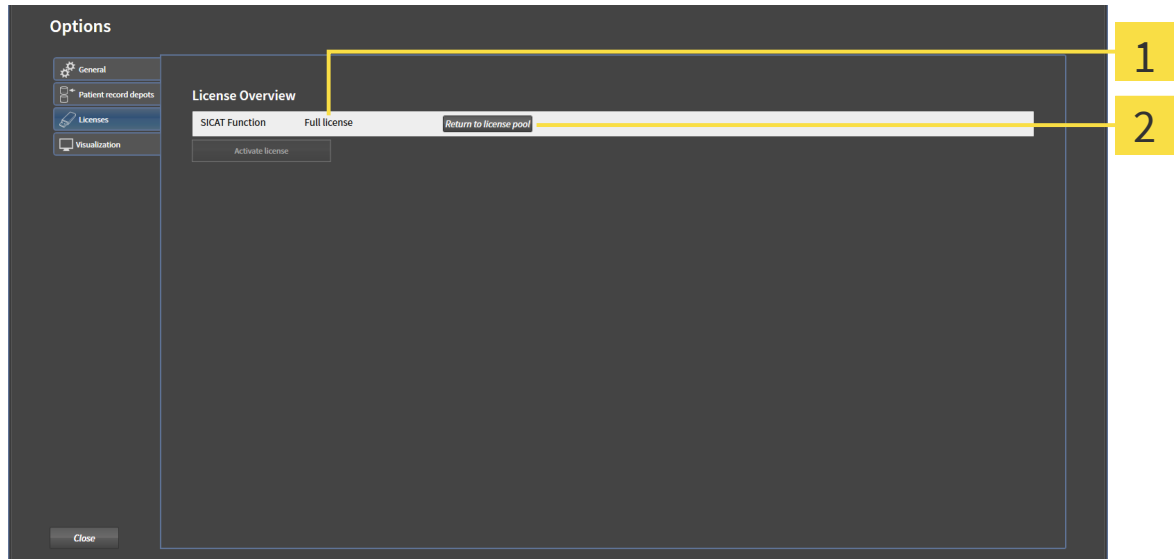 Options
General
Patient record depots
Licenses
Visualization
License Overview
SICAT Function Full license Return to license pool
Activate license
Close
1
2